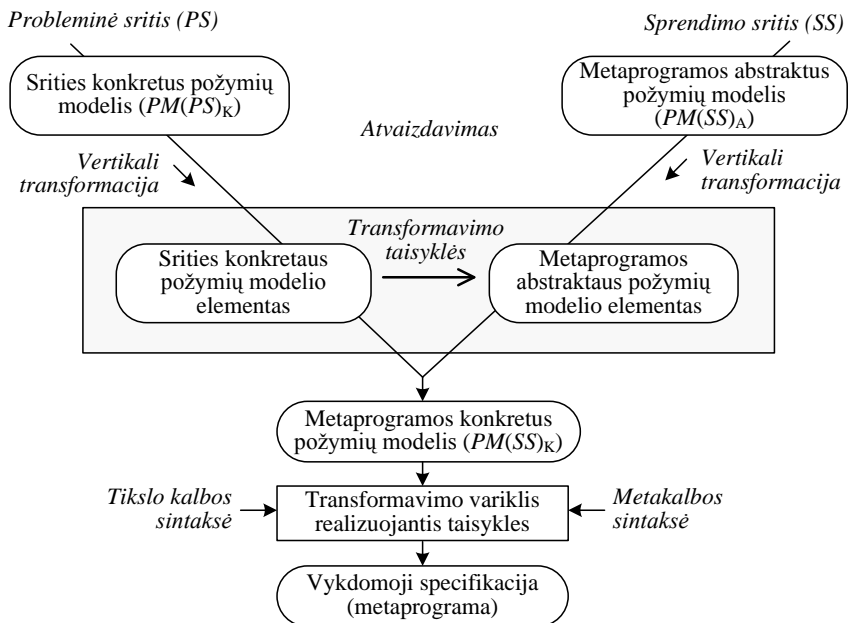 Probleminė sritis (PS)
Sprendimo sritis (SS)
Srities konkretus požymių
modelis (PM(PS)K)
Metaprogramos abstraktus
požymių modelis
(PM(SS)A)
Atvaizdavimas
Vertikali
transformacija
Vertikali
transformacija
Transformavimo
taisyklės
Srities konkretaus
požymių modelio
elementas
Metaprogramos
abstraktaus požymių
modelio elementas
Metaprogramos konkretus
požymių modelis (PM(SS)K)
Tikslo kalbos
sintaksė
Transformavimo variklis
realizuojantis taisykles
Metakalbos
sintaksė
Vykdomoji specifikacija
(metaprograma)